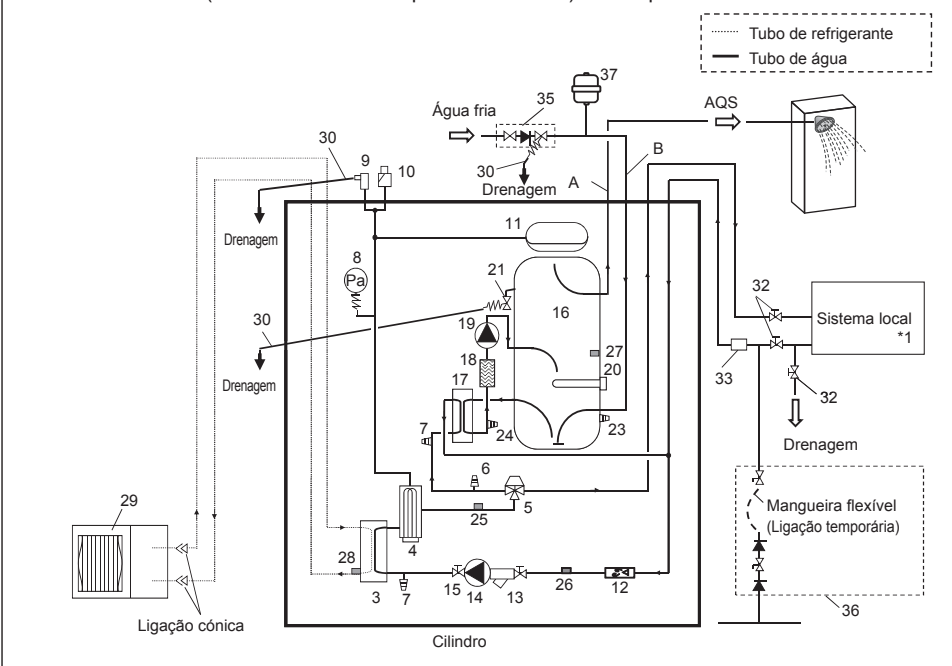 Tubo de refrigerante
Tubo de água
37
35
Água fria
AQS
30
9
10
30
B
A
Drenagem
Drenagem
11
8
Pa
21
16
32
Sistema local
*1
30
19
27
18
20
33
32
Drenagem
17
24
23
7
Drenagem
6
5
25
Mangueira flexível
(Ligação temporária)
29
28
4
3
7
15
14
13
26
12
36
Ligação cónica
Cilindro